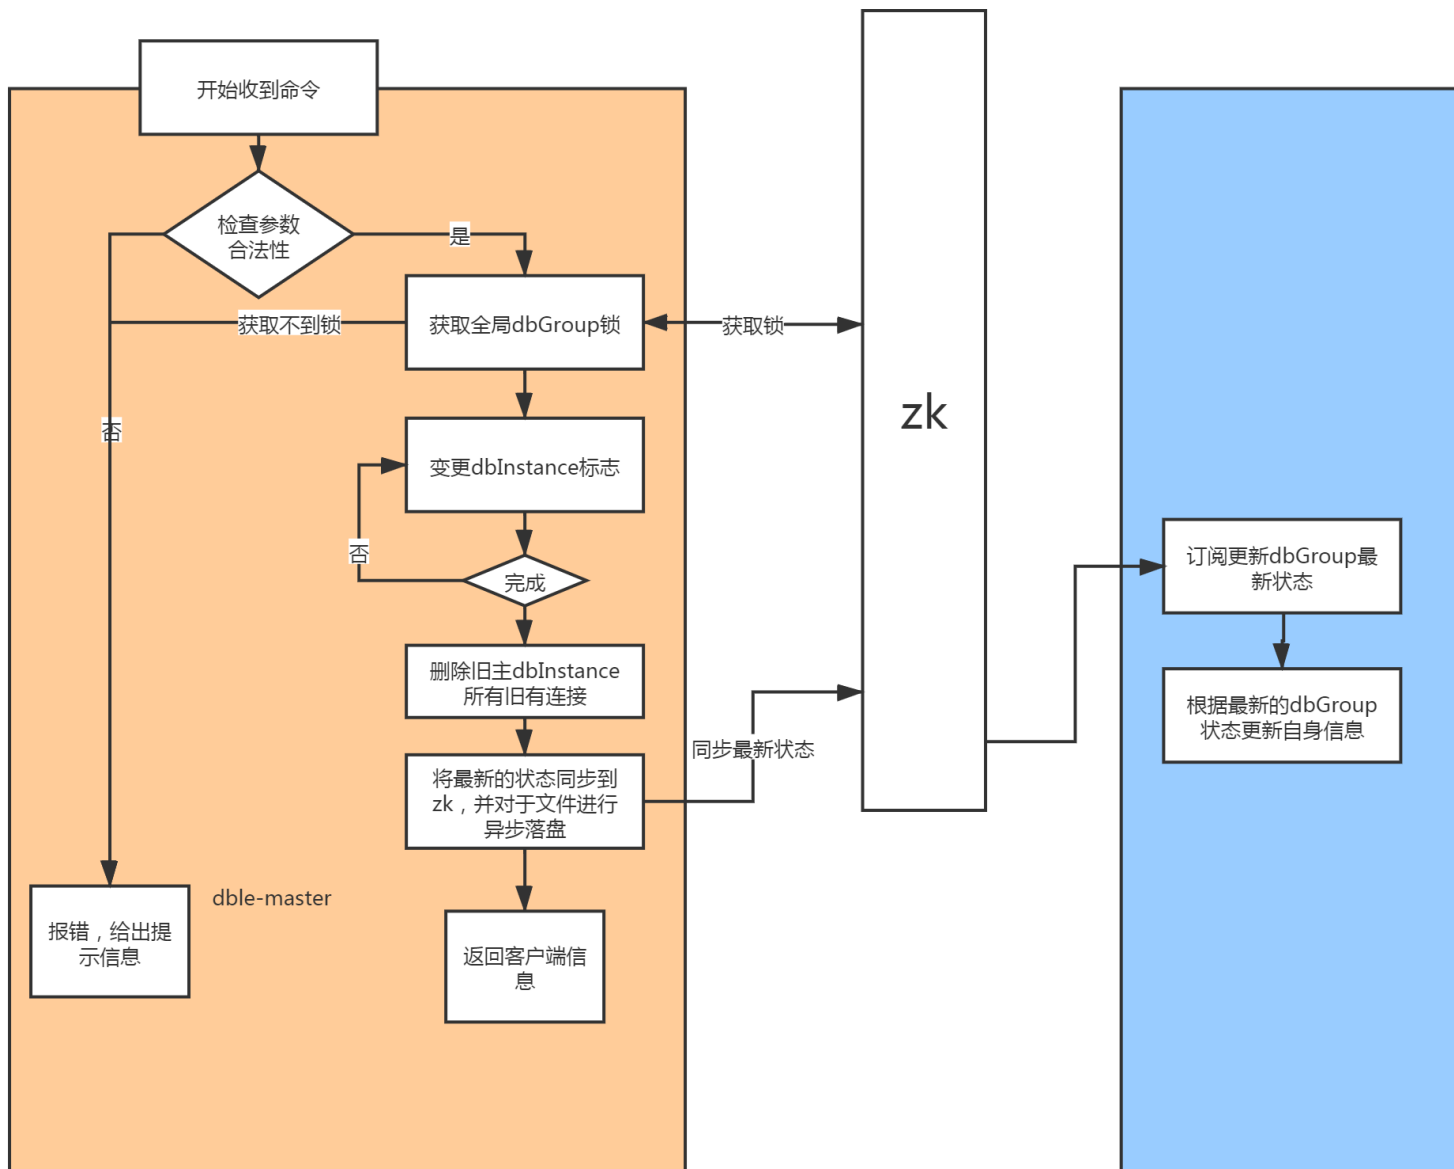 开始收到命令
检查参数
合法性
是
获取全局dbGroup锁
获取不到锁
获取锁
zk
否
变更dbInstance标志
否
完成
订阅更新dbGroup最
新状态
删除旧主dbInstance
所有旧有连接
根据最新的dbGroup
状态更新自身信息
同步最新状态
将最新的状态同步到
zk，并对于文件进行
异步落盘
dble-master
报错，给出提
示信息
返回客户端信
息